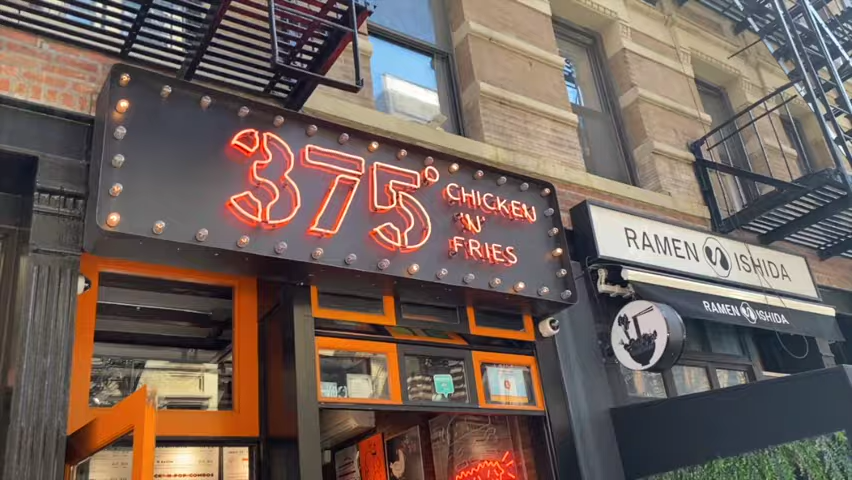 375°
CHICKEN
'N'
FRIES
RAMEN ISHIDA
RAMEN ISHIDA